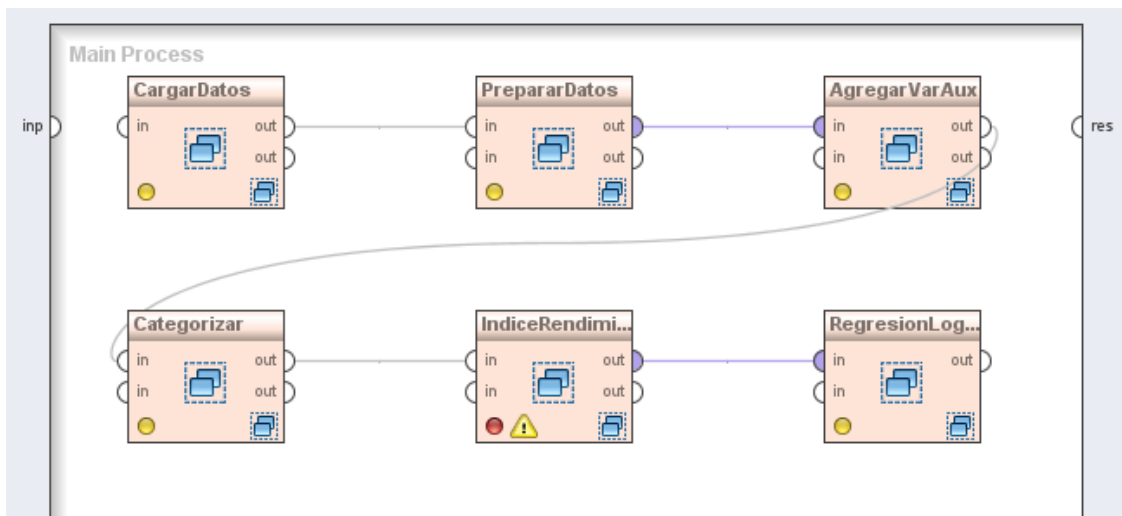 Main Process
CargarDatos
PrepararDatos
AgregarVarAux
inp
in
out
in
out
in
out
res
out
in
out
in
out
Categorizar
IndiceRendimi...
RegresionLog...
in
out
in
out
in
out
in
out
in
out
in